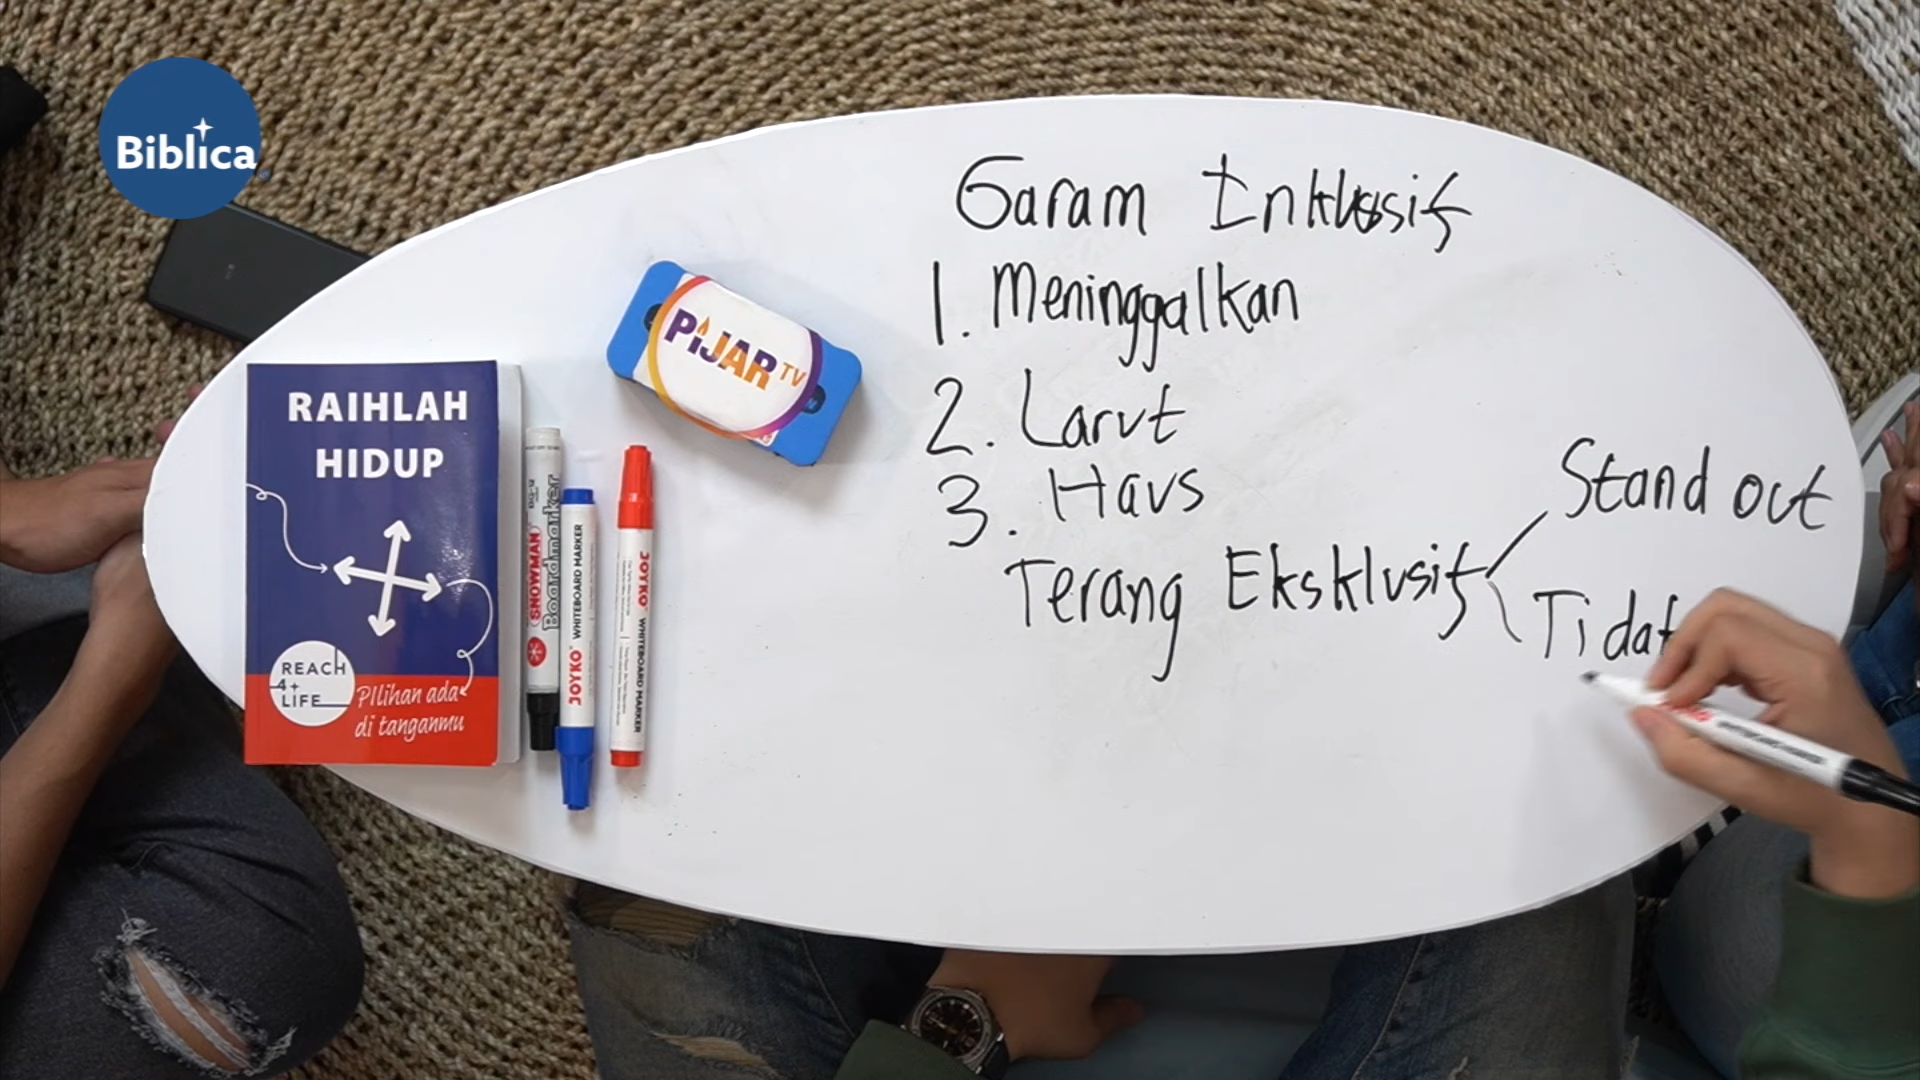 Biblica
Garam Inklusif
1. Meninggalkan
2. Larut
3. Haus
Terang Eksklusif
Stand out
PIJAR TV
RAIHLAH
HIDUP
REACH
4+
LIFE
Pilihan ada
di tanganmu
SNOWMAN
Boardmarker
JOYKO WHITEBOARD MARKER
JOYKO WHITEBOARD MARKER